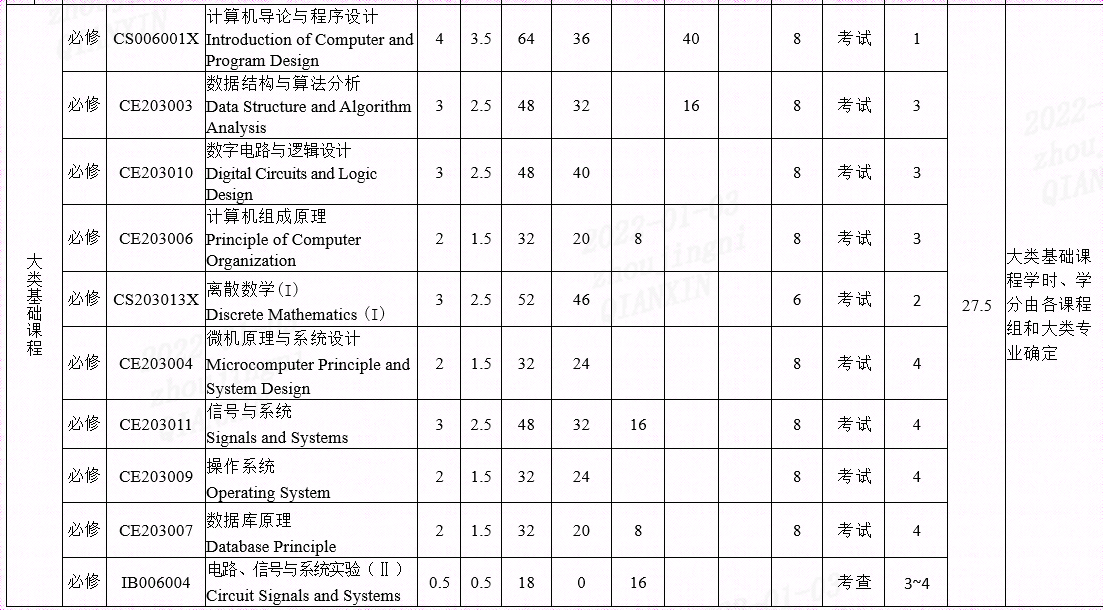 大类基础课程
必修 CS006001X 计算机导论与程序设计
Introduction of Computer and
Program Design
4 3.5 64 36 40 8 考试 1
必修 CE203003 数据结构与算法分析
Data Structure and Algorithm
Analysis
3 2.5 48 32 16 8 考试 3
必修 CE203010 数字电路与逻辑设计
Digital Circuits and Logic
Design
3 2.5 48 40 8 考试 3
必修 CE203006 计算机组成原理
Principle of Computer
Organization
2 1.5 32 20 8 8 考试 3
必修 CS203013X 离散数学(I)
Discrete Mathematics (I)
3 2.5 52 46 6 考试 2
必修 CE203004 微机原理与系统设计
Microcomputer Principle and
System Design
2 1.5 32 24 8 考试 4
必修 CE203011 信号与系统
Signals and Systems
3 2.5 48 32 16 8 考试 4
必修 CE203009 操作系统
Operating System
2 1.5 32 24 8 考试 4
必修 CE203007 数据库原理
Database Principle
2 1.5 32 20 8 8 考试 4
必修 IB006004 电路、信号与系统实验(Ⅱ)
Circuit Signals and Systems
0.5 0.5 18 0 16 考查 3~4
27.5
大类基础课
程学时、学
分由各课程
组和大类专
业确定
2022-01-03
zhoujingni
QIANXIN